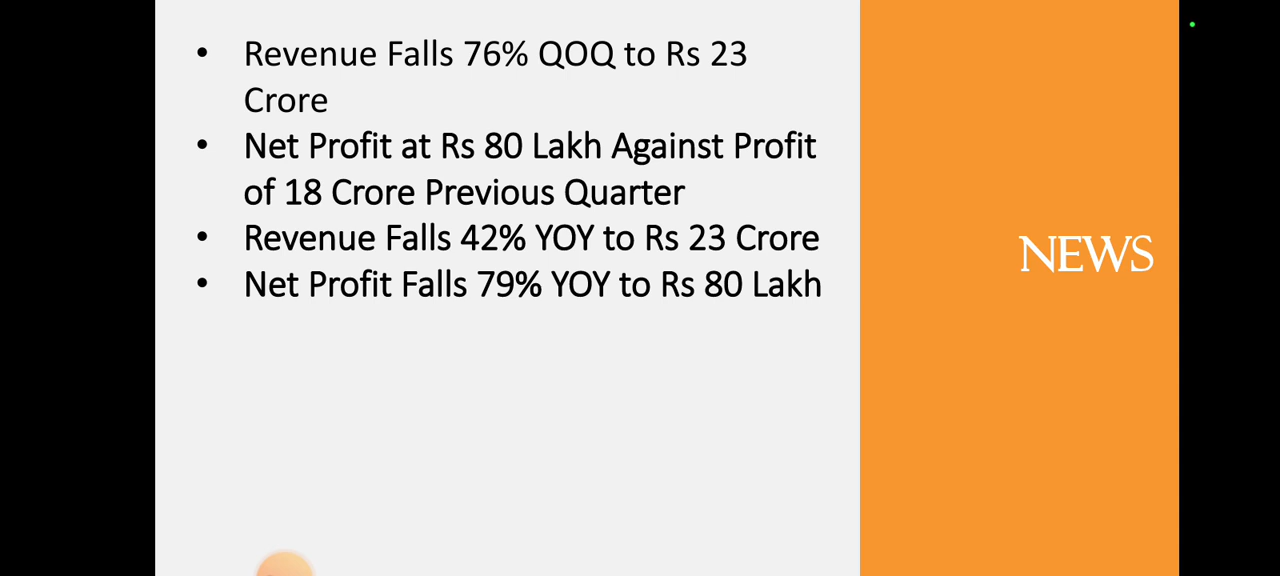 • Revenue Falls 76% QOQ to Rs 23
Crore
• Net Profit at Rs 80 Lakh Against Profit
of 18 Crore Previous Quarter
• Revenue Falls 42% YOY to Rs 23 Crore
• Net Profit Falls 79% YOY to Rs 80 Lakh
NEWS